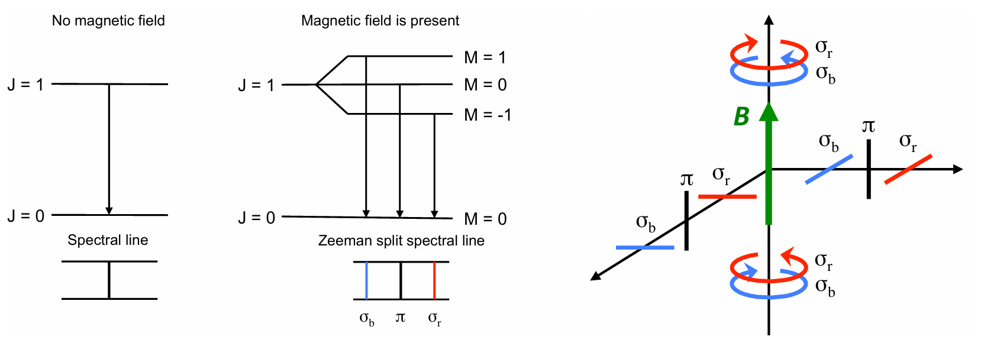 No magnetic field
J = 1
J = 0
Spectral line
Magnetic field is present
M = 1
J = 1
M = 0
M = -1
J = 0
M = 0
Zeeman split spectral line
σb
π
σr
σr
σb
B
π
σb
σr
π
σr
σb
σr
σb